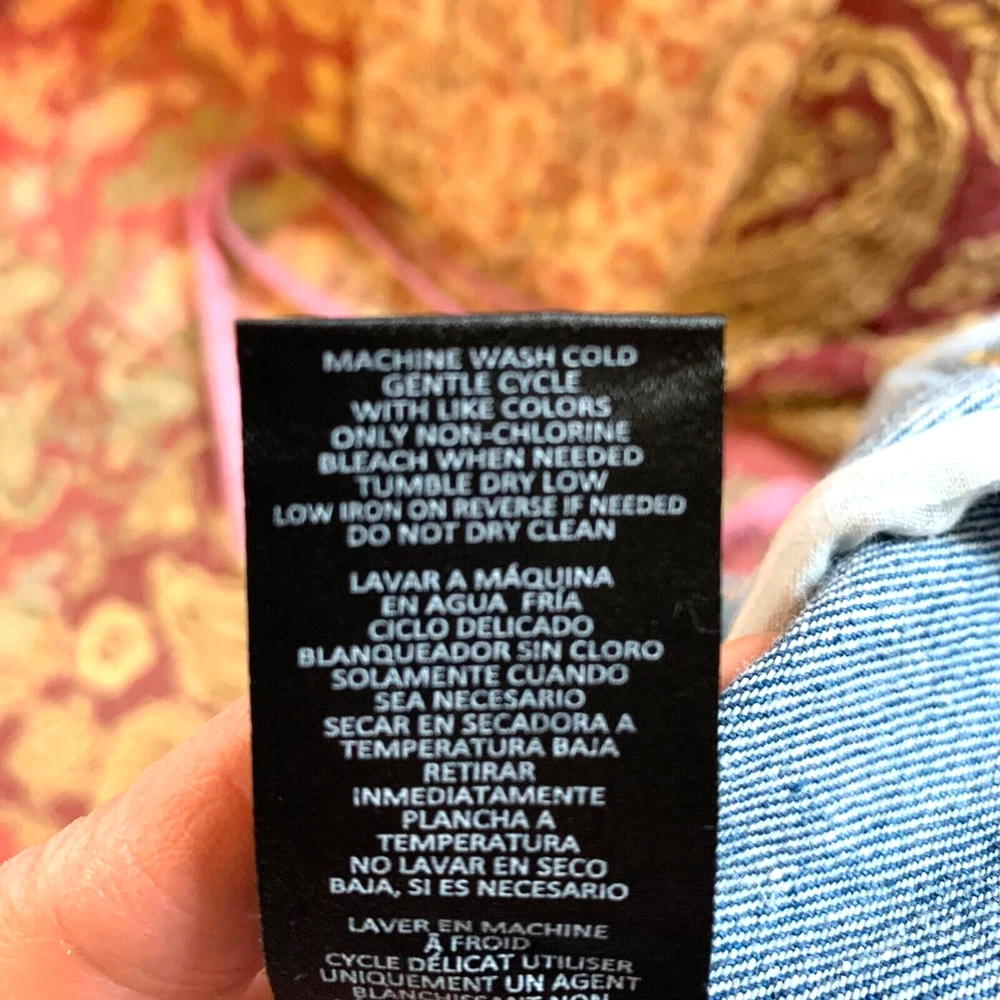 MACHINE WASH COLD
GENTLE CYCLE
WITH LIKE COLORS
ONLY NON-CHLORINE
BLEACH WHEN NEEDED
TUMBLE DRY LOW
LOW IRON ON REVERSE IF NEEDED
DO NOT DRY CLEAN
LAVAR A MÁQUINA
EN AGUA FRÍA
CICLO DELICADO
BLANQUEADOR SIN CLORO
SOLAMENTE CUANDO
SEA NECESARIO
SECAR EN SECADORA A
TEMPERATURA BAJA
RETIRAR
INMEDIATAMENTE
PLANCHA A
TEMPERATURA
NO LAVAR EN SECO
BAJA, SI ES NECESARIO
LAVER EN MACHINE
À FROID
CYCLE DÉLICAT UTILISER
UNIQUEMENT UN AGENT
BLANCHISSANT NON